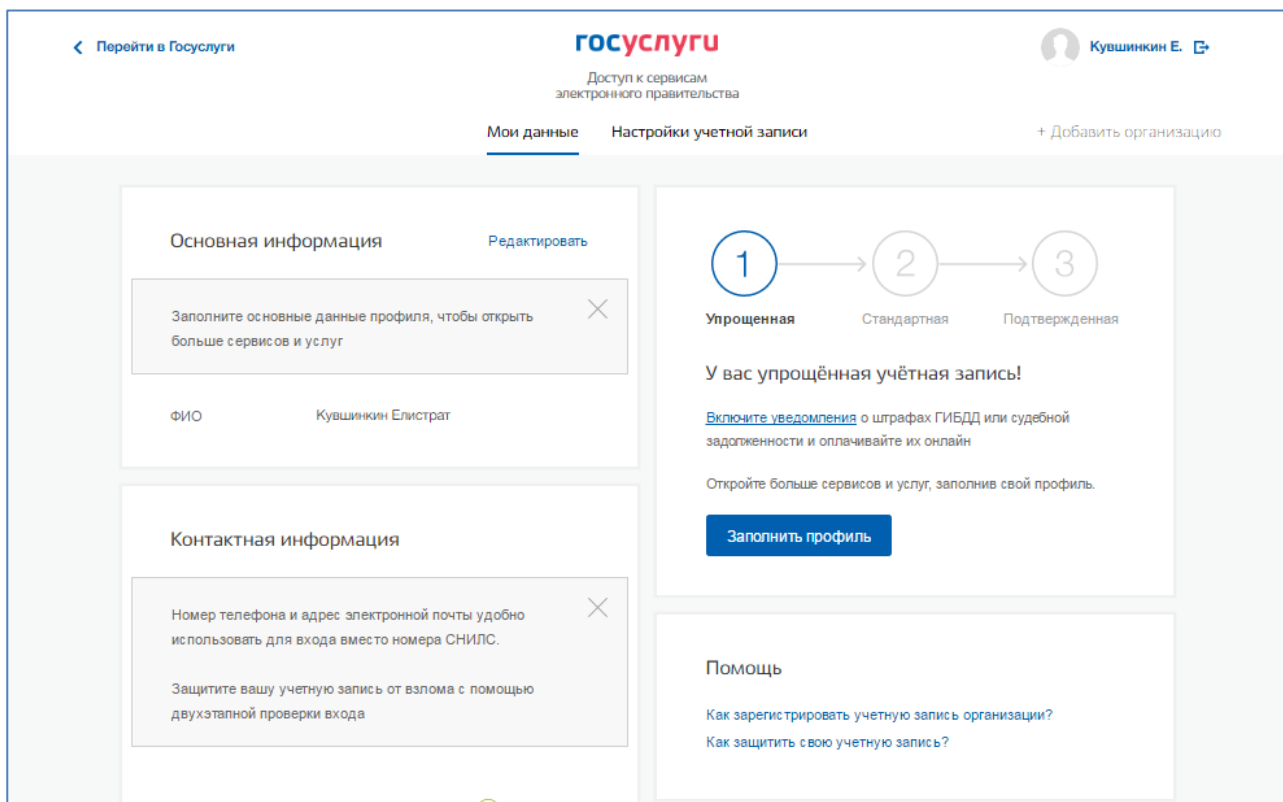 Перейти в Госуслуги
госуслуги
Кувшинкин Е.
Доступ к сервисам
электронного правительства
Мои данные
Настройки учетной записи
+ Добавить организацию
Основная информация
Редактировать
Заполните основные данные профиля, чтобы открыть
больше сервисов и услуг
ФИО
Кувшинкин Елистрат
Контактная информация
Номер телефона и адрес электронной почты удобно
использовать для входа вместо номера СНИЛС.
Защитите вашу учетную запись от взлома с помощью
двухэтапной проверки входа
1
2
3
Упрощенная
Стандартная
Подтвержденная
У вас упрощённая учётная запись!
Включите уведомления о штрафах ГИБДД или судебной
задолженности и оплачивайте их онлайн
Откройте больше сервисов и услуг, заполнив свой профиль.
Заполнить профиль
Помощь
Как зарегистрировать учетную запись организации?
Как защитить свою учетную запись?